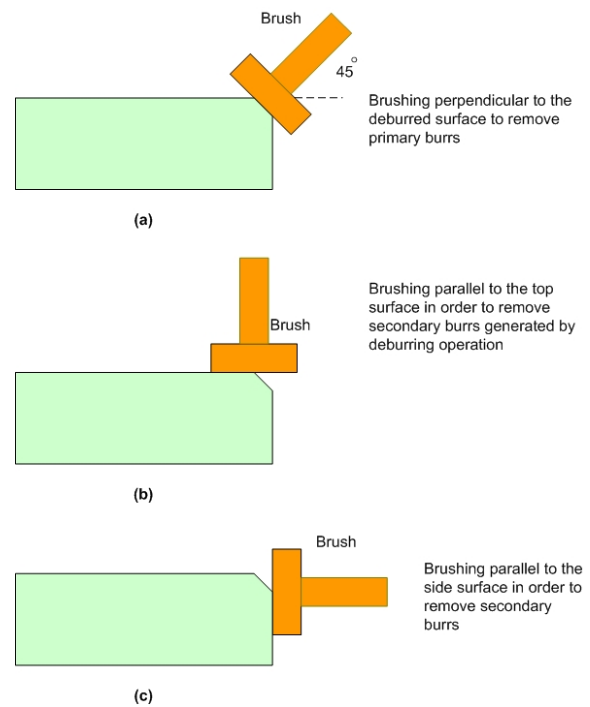 Brush
45°
Brushing perpendicular to the
deburred surface to remove
primary burrs
(a)
Brushing parallel to the top
surface in order to remove
secondary burrs generated by
deburring operation
Brush
(b)
Brush
Brushing parallel to the
side surface in order to
remove secondary
burrs
(c)